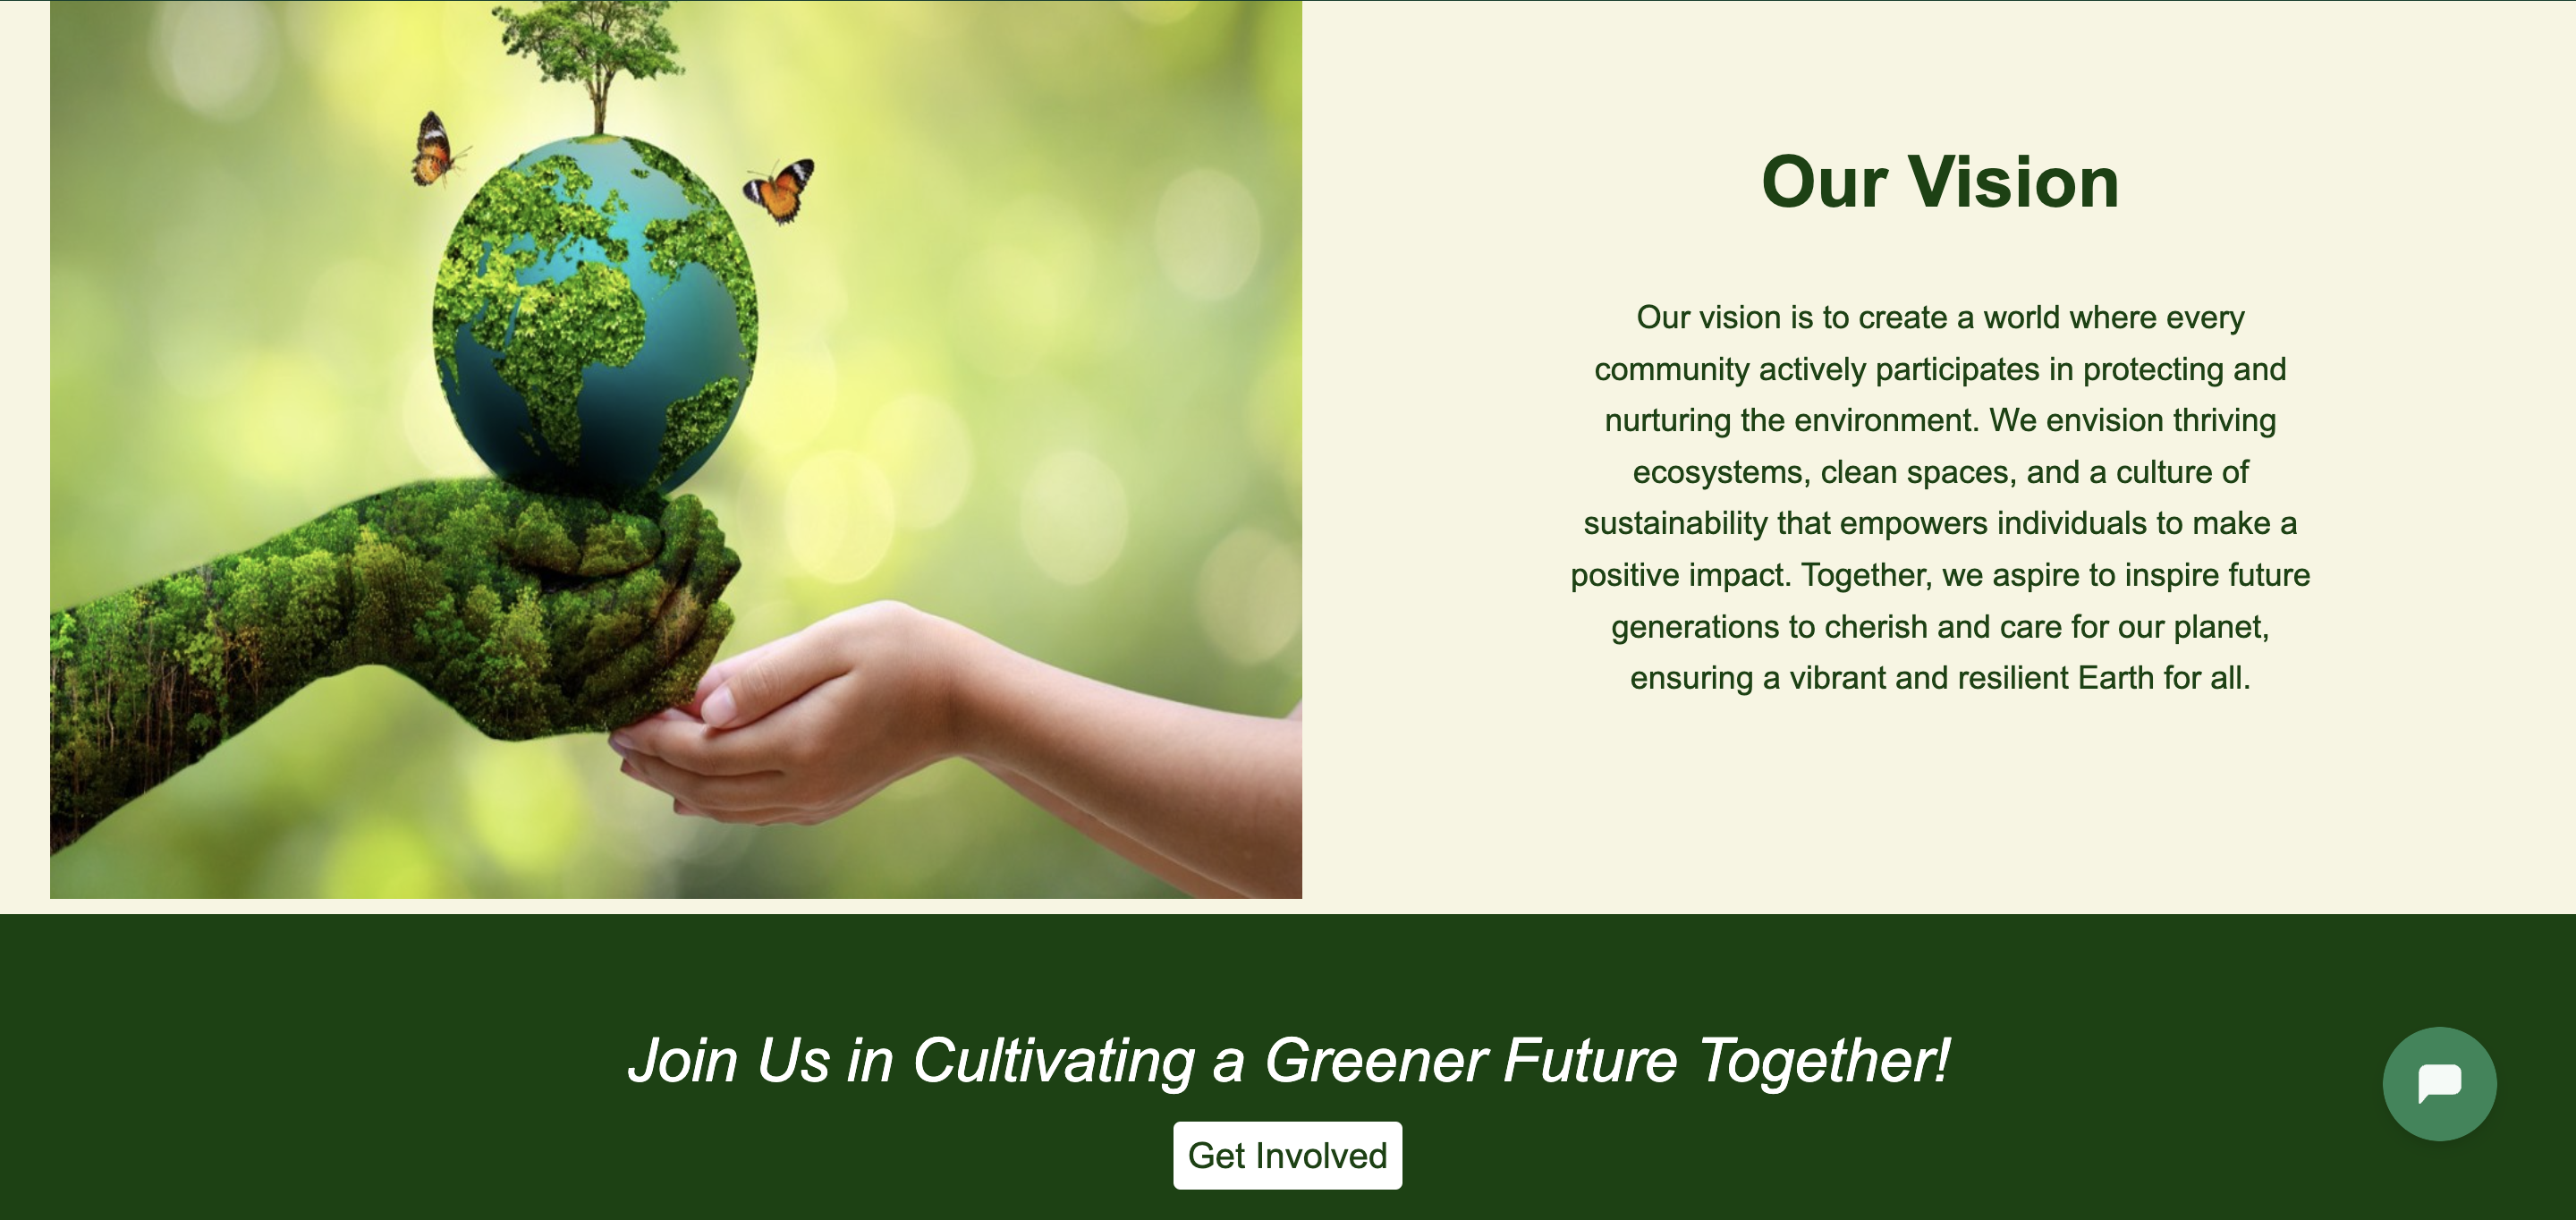 Our Vision
Our vision is to create a world where every
community actively participates in protecting and
nurturing the environment. We envision thriving
ecosystems, clean spaces, and a culture of
sustainability that empowers individuals to make a
positive impact. Together, we aspire to inspire future
generations to cherish and care for our planet,
ensuring a vibrant and resilient Earth for all.
Join Us in Cultivating a Greener Future Together!
Get Involved